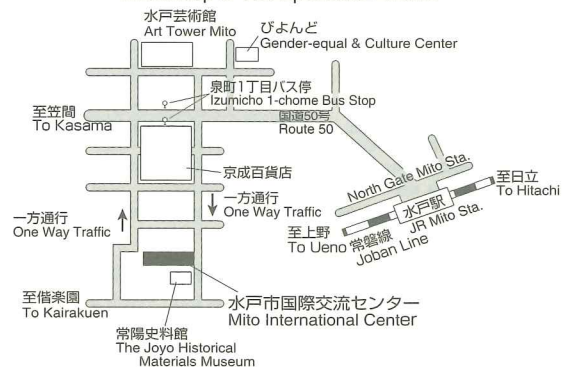 水戸芸術館
Art Tower Mito
びよんど
Gender-equal & Culture Center
泉町1丁目バス停
Izumicho 1-chome Bus Stop
至笠間
To Kasama
国道50号
Route 50
京成百貨店
North Gate Mito Sta.
至日立
To Hitachi
水戸駅
JR Mito Sta.
一方通行
One Way Traffic
一方通行
One Way Traffic
至上野
To Ueno
常磐線
Joban Line
至偕楽園
To Kairakuen
水戸市国際交流センター
Mito International Center
常陽史料館
The Joyo Historical
Materials Museum